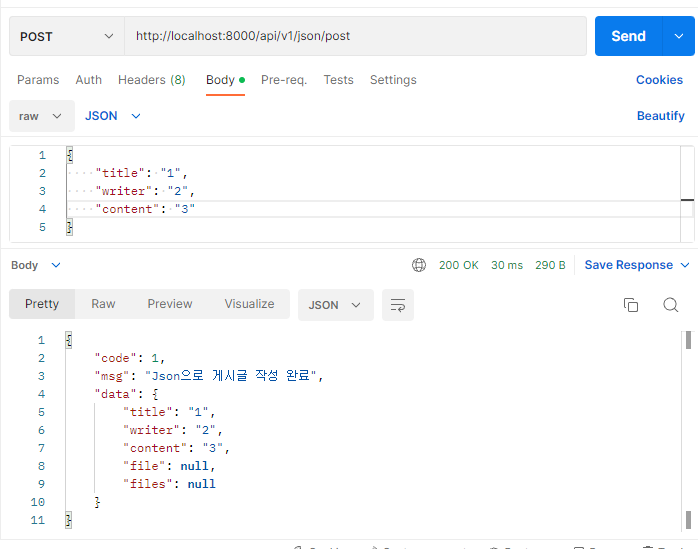 POST http://localhost:8000/api/v1/json/post Send
Params Auth Headers (8) Body Pre-req. Tests Settings Cookies
raw JSON Beautify
1 {
2 "title": "1",
3 "writer": "2",
4 "content": "3"
5 }
Body 200 OK 30 ms 290 B Save Response
Pretty Raw Preview Visualize JSON
1 {
2 "code": 1,
3 "msg": "Json으로 게시글 작성 완료",
4 "data": {
5 "title": "1",
6 "writer": "2",
7 "content": "3",
8 "file": null,
9 "files": null
10 }
11 }